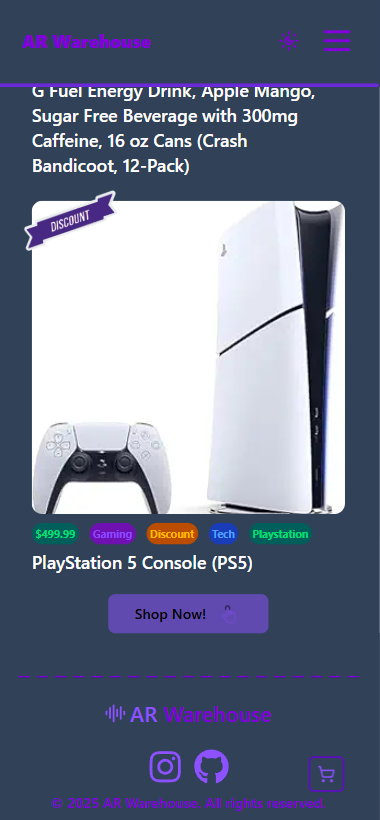 AR Warehouse
G Fuel Energy Drink, Apple Mango,
Sugar Free Beverage with 300mg
Caffeine, 16 oz Cans (Crash
Bandicoot, 12-Pack)
DISCOUNT
$499.99 Gaming Discount Tech Playstation
PlayStation 5 Console (PS5)
Shop Now!
AR Warehouse
© 2025 AR Warehouse. All rights reserved.